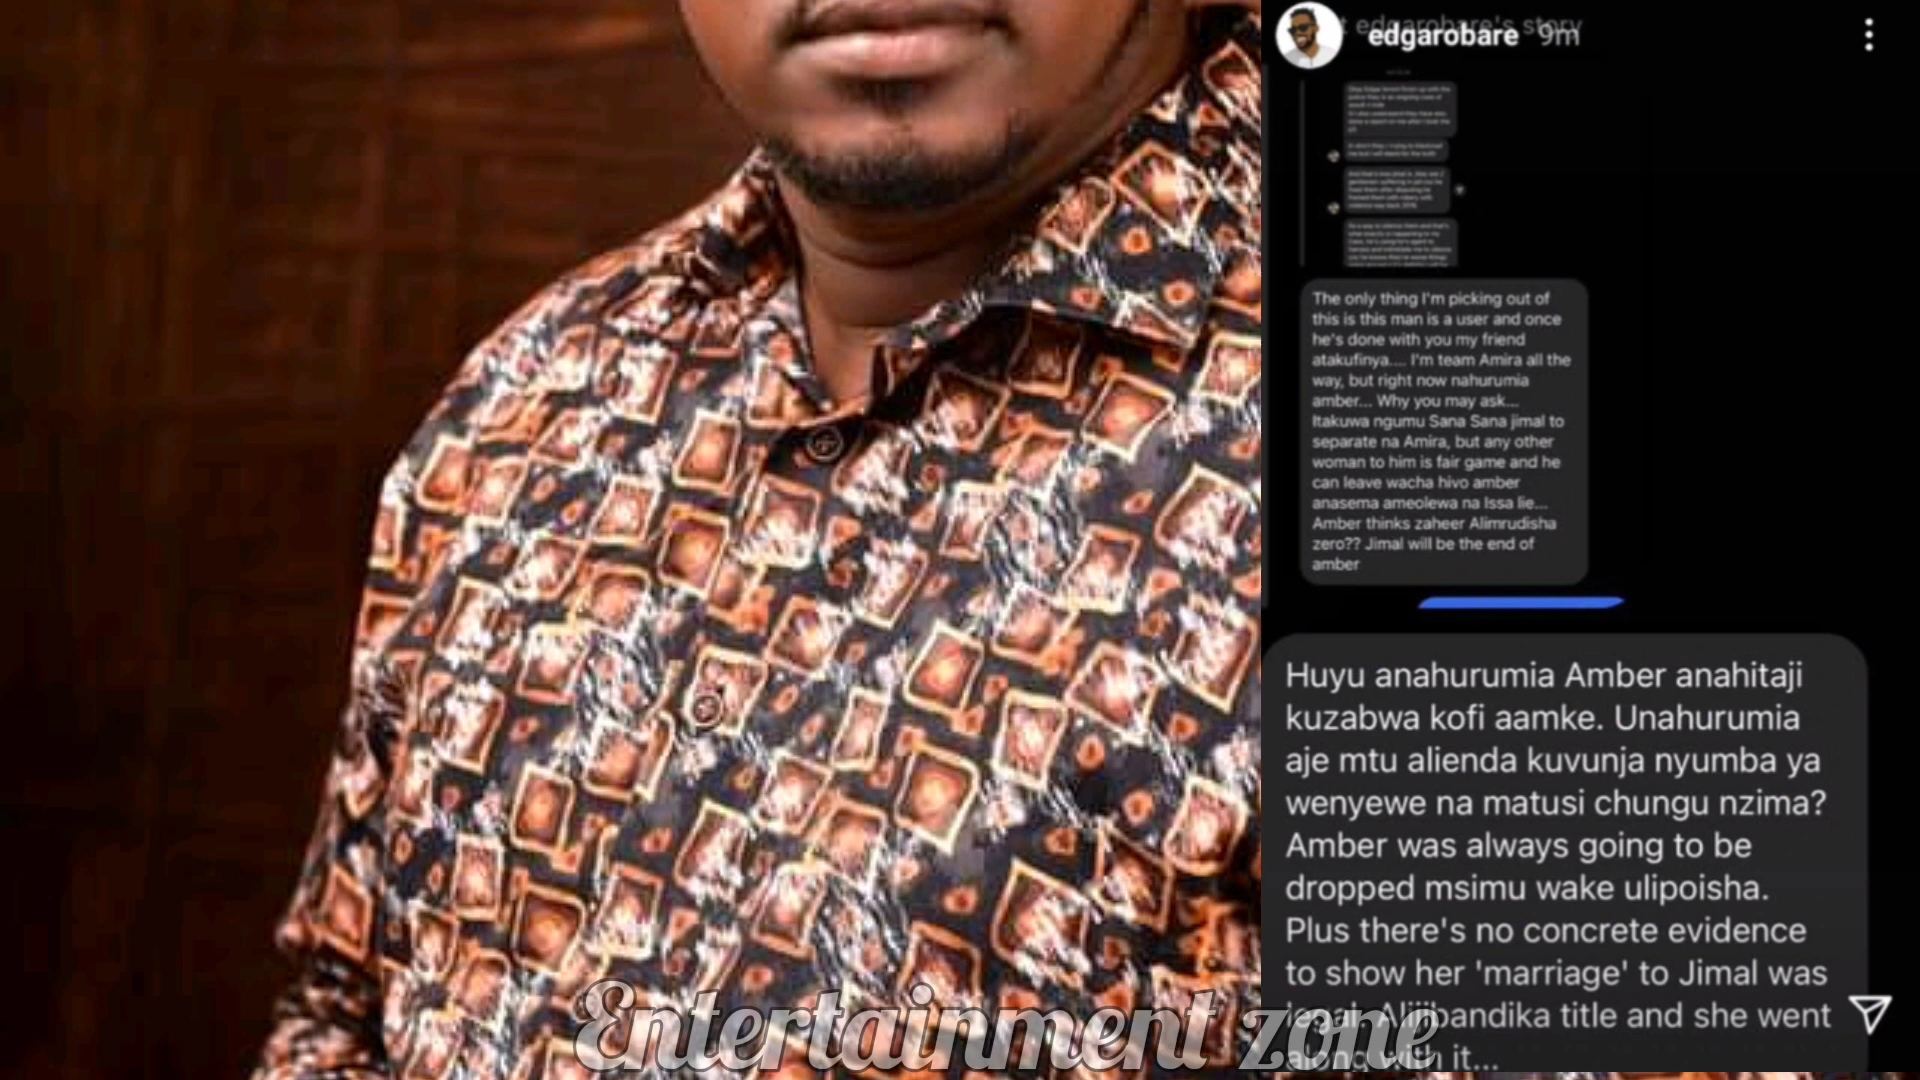 t edgarobare's story
edgarobare 9m
The only thing I'm picking out of
this is this man is a user and once
he's done with you my friend
atakufinya.... I'm team Amira all the
way, but right now nahurumia
amber... Why you may ask...
Itakuwa ngumu Sana Sana jimal to
separate na Amira, but any other
woman to him is fair game and he
can leave wacha hivo amber
anasema ameolewa na Issa lie...
Amber thinks zaheer Alimrudisha
zero?? Jimal will be the end of
amber
Huyu anahurumia Amber anahitaji
kuzabwa kofi aamke. Unahurumia
aje mtu alienda kuvunja nyumba ya
wenyewe na matusi chungu nzima?
Amber was always going to be
dropped msimu wake ulipoisha.
Plus there's no concrete evidence
to show her 'marriage' to Jimal was
legal. Alijibandika title and she went
along with it...
Entertainment zone